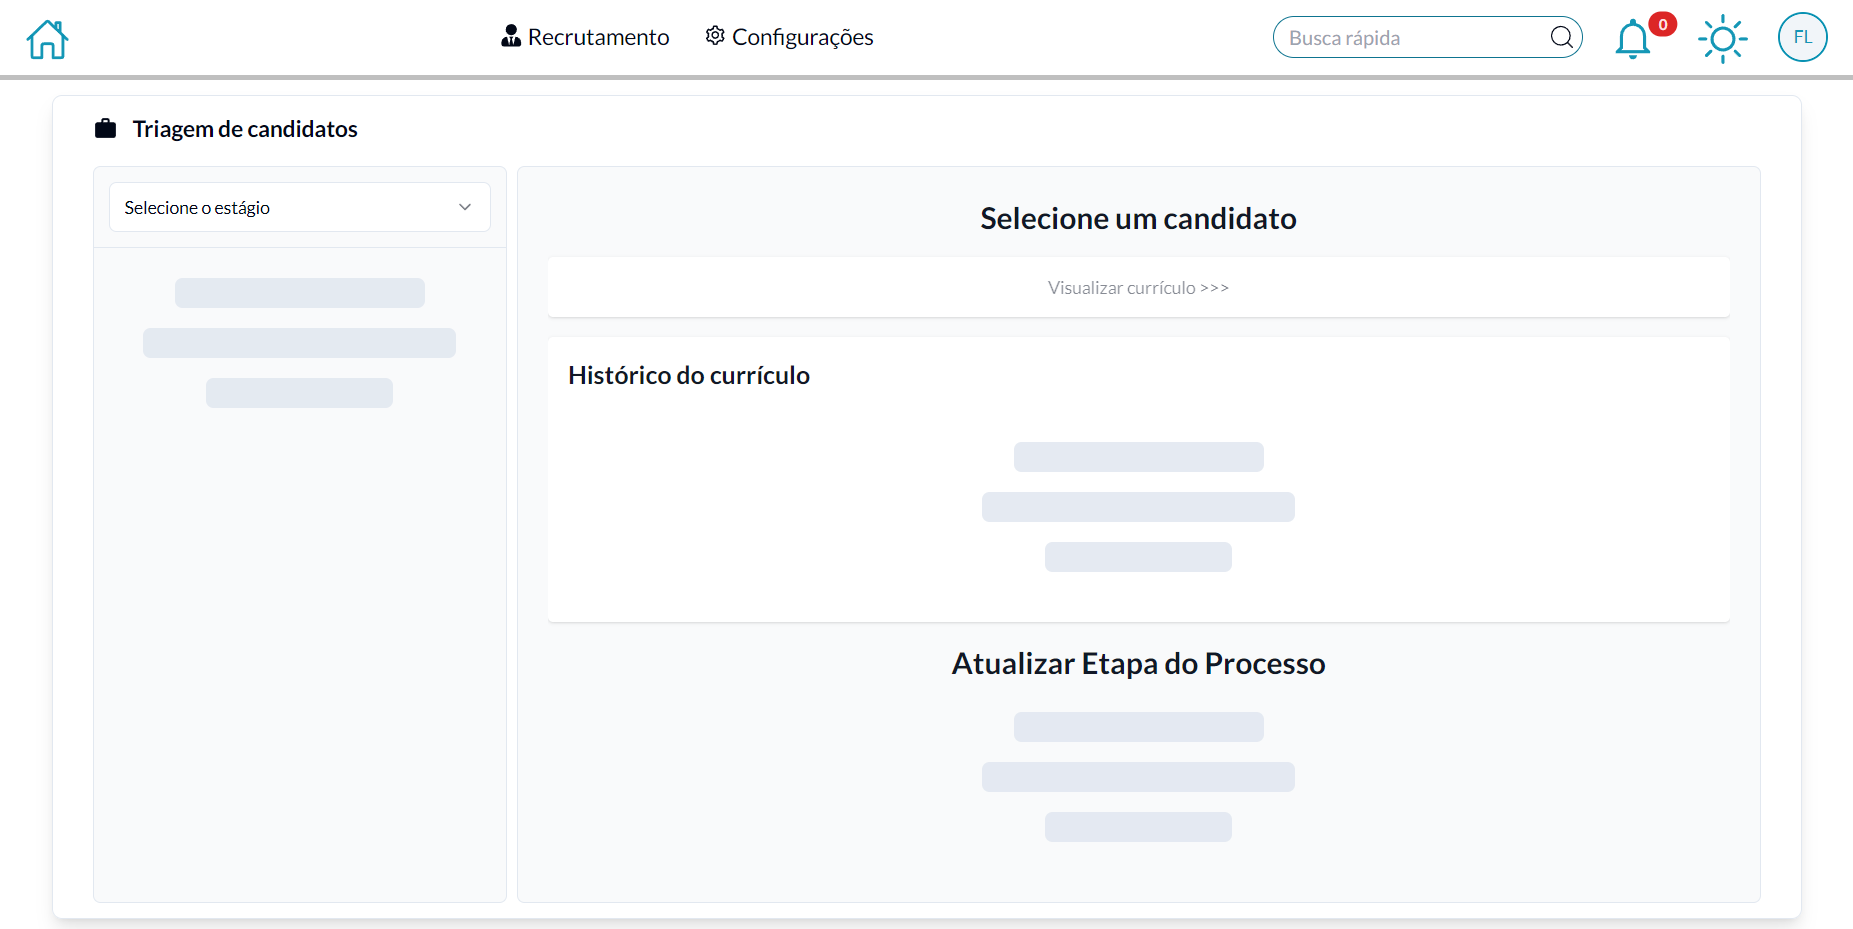 Recrutamento
Configurações
Busca rápida
0
FL
Triagem de candidatos
Selecione o estágio
Selecione um candidato
Visualizar currículo >>>
Histórico do currículo
Atualizar Etapa do Processo